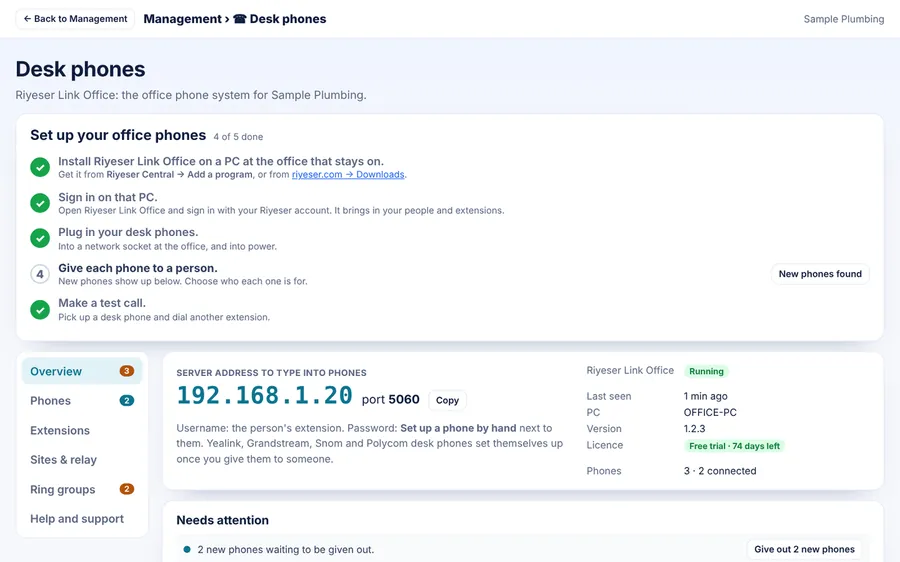 ← Back to Management
Management › ☎ Desk phones
Sample Plumbing
Desk phones
Riyeser Link Office: the office phone system for Sample Plumbing.
Set up your office phones 4 of 5 done
Install Riyeser Link Office on a PC at the office that stays on.
Get it from Riyeser Central → Add a program, or from riyeser.com → Downloads.
Sign in on that PC.
Open Riyeser Link Office and sign in with your Riyeser account. It brings in your people and extensions.
Plug in your desk phones.
Into a network socket at the office, and into power.
4
Give each phone to a person.
New phones show up below. Choose who each one is for.
New phones found
Make a test call.
Pick up a desk phone and dial another extension.
Overview 3
Phones 2
Extensions
Sites & relay
Ring groups 2
Help and support
SERVER ADDRESS TO TYPE INTO PHONES
192.168.1.20 port 5060 Copy
Username: the person's extension. Password: Set up a phone by hand next to
them. Yealink, Grandstream, Snom and Polycom desk phones set themselves up
once you give them to someone.
Riyeser Link Office Running
Last seen 1 min ago
PC OFFICE-PC
Version 1.2.3
Licence Free trial · 74 days left
Phones 3 · 2 connected
Needs attention
2 new phones waiting to be given out.
Give out 2 new phones